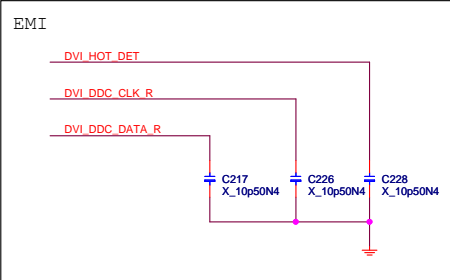 EMI
DVI_HOT_DET
DVI_DDC_CLK_R
DVI_DDC_DATA_R
C217 C226 C228
X_10p50N4 X_10p50N4 X_10p50N4